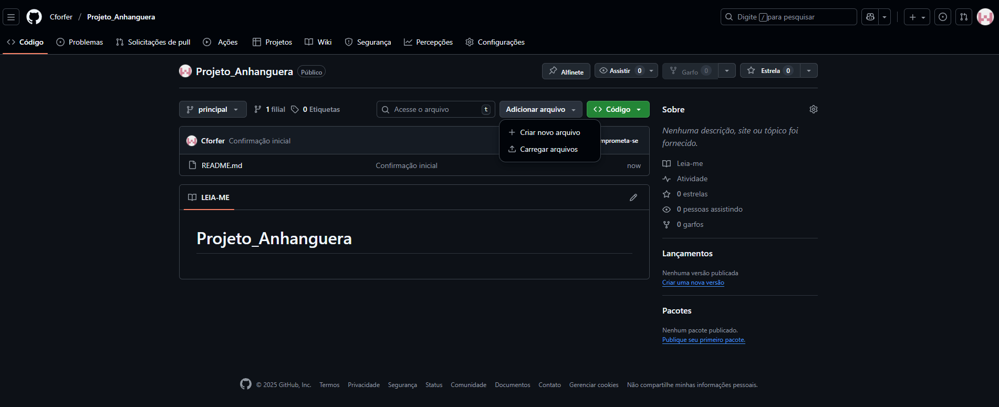 Cforfer / Projeto_Anhanguera
Digite / para pesquisar
Código Problemas Solicitações de pull Ações Projetos Wiki Segurança Percepções Configurações
Projeto_Anhanguera Público
Alfinete Assistir 0 Garfo 0 Estrela 0
principal 1 filial 0 Etiquetas
Acesse o arquivo t Adicionar arquivo Código
Criar novo arquivo
Carregar arquivos
Cforfer Confirmação inicial
mprometa-se
README.md Confirmação inicial now
LEIA-ME
Projeto_Anhanguera
Sobre
Nenhuma descrição, site ou tópico foi
fornecido.
Leia-me
Atividade
0 estrelas
0 pessoas assistindo
0 garfos
Lançamentos
Nenhuma versão publicada
Criar uma nova versão
Pacotes
Nenhum pacote publicado.
Publique seu primeiro pacote.
© 2025 GitHub, Inc. Termos Privacidade Segurança Status Comunidade Documentos Contato Gerenciar cookies Não compartilhe minhas informações pessoais.